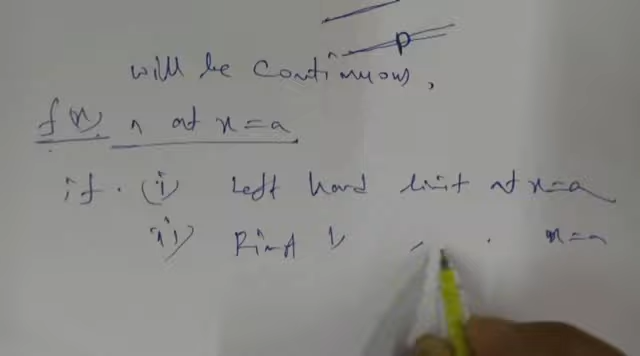 p
will be continuous,
f(x) at x=a
if (i) Left hand limit at x=a
ii) Right x=a